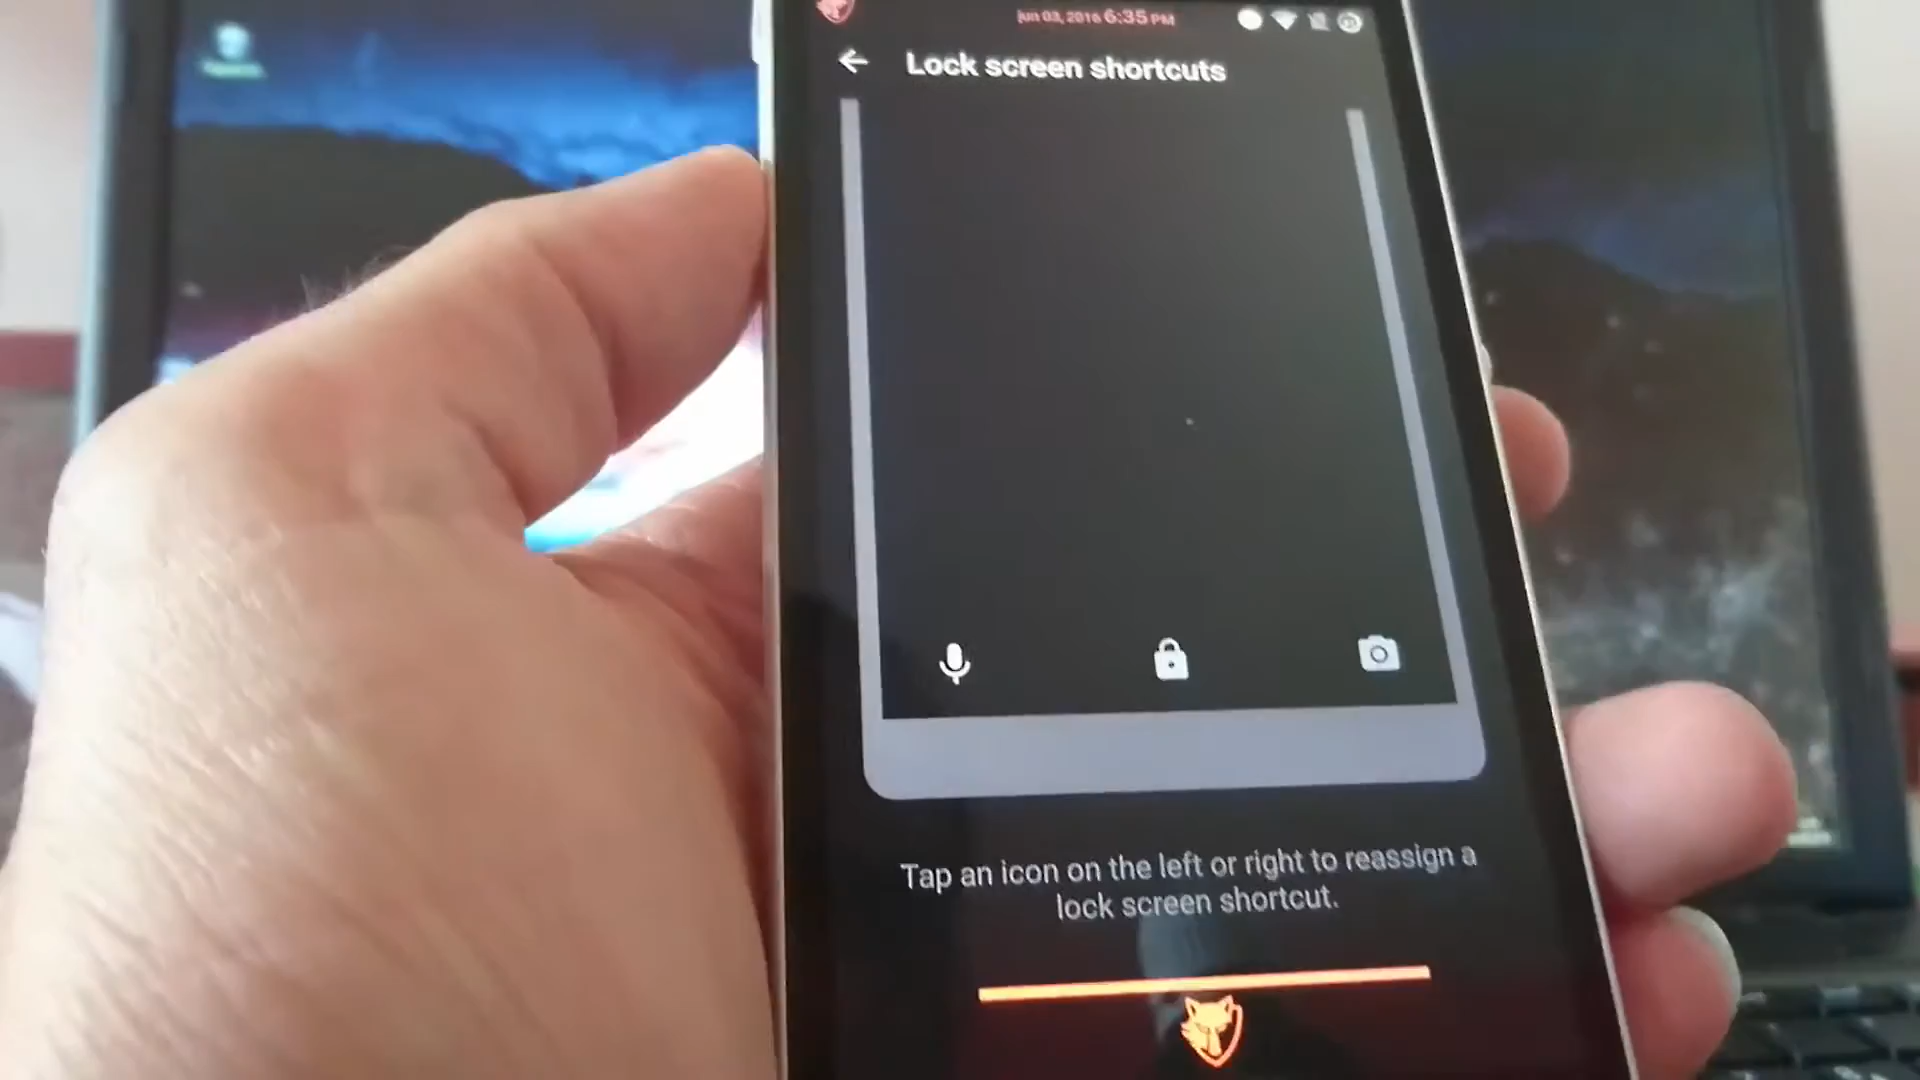 Jun 03, 2016 6:35 PM
Lock screen shortcuts
Tap an icon on the left or right to reassign a
lock screen shortcut.